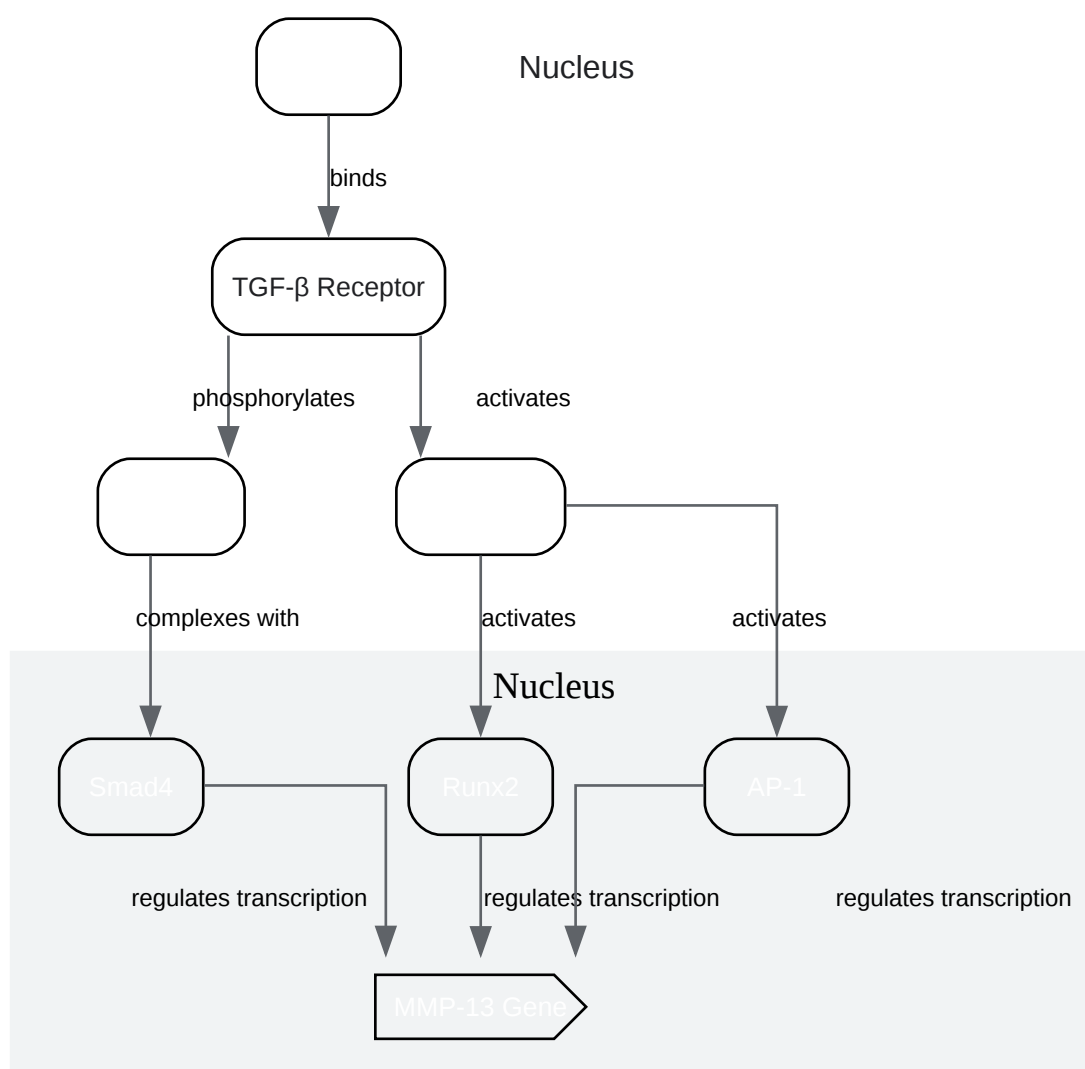 Nucleus
binds
TGF-β Receptor
phosphorylates
activates
complexes with
activates
activates
Nucleus
Smad4
Runx2
AP-1
regulates transcription
regulates transcription
regulates transcription
MMP-13 Gene